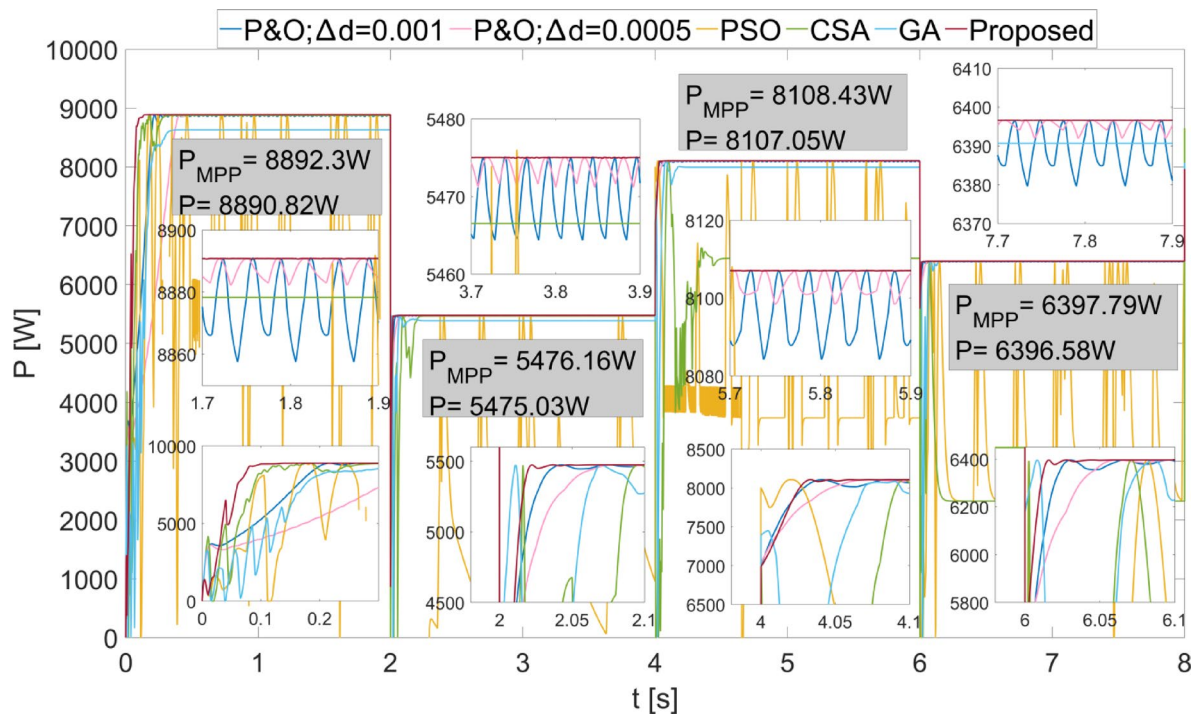 P&O;Δd=0.001 P&O;Δd=0.0005 PSO CSA GA Proposed
10000
9000
8000
7000
6000
5000
4000
3000
2000
1000
0
P [W]
0 1 2 3 4 5 6 7 8
t [s]
P_MPP= 8892.3W
P= 8890.82W
8900
8880
8860
1.7 1.8 1.9
10000
5000
0
0 0.1 0.2
5480
5475
5470
5465
5460
3.7 3.8 3.9
P_MPP= 5476.16W
P= 5475.03W
5500
5000
4500
2 2.05 2.1
P_MPP= 8108.43W
P= 8107.05W
8120
8100
8080
5.7 5.8 5.9
8500
8000
7500
7000
6500
4 4.05 4.1
6410
6400
6390
6380
6370
7.7 7.8 7.9
P_MPP= 6397.79W
P= 6396.58W
6400
6200
6000
5800
6 6.05 6.1